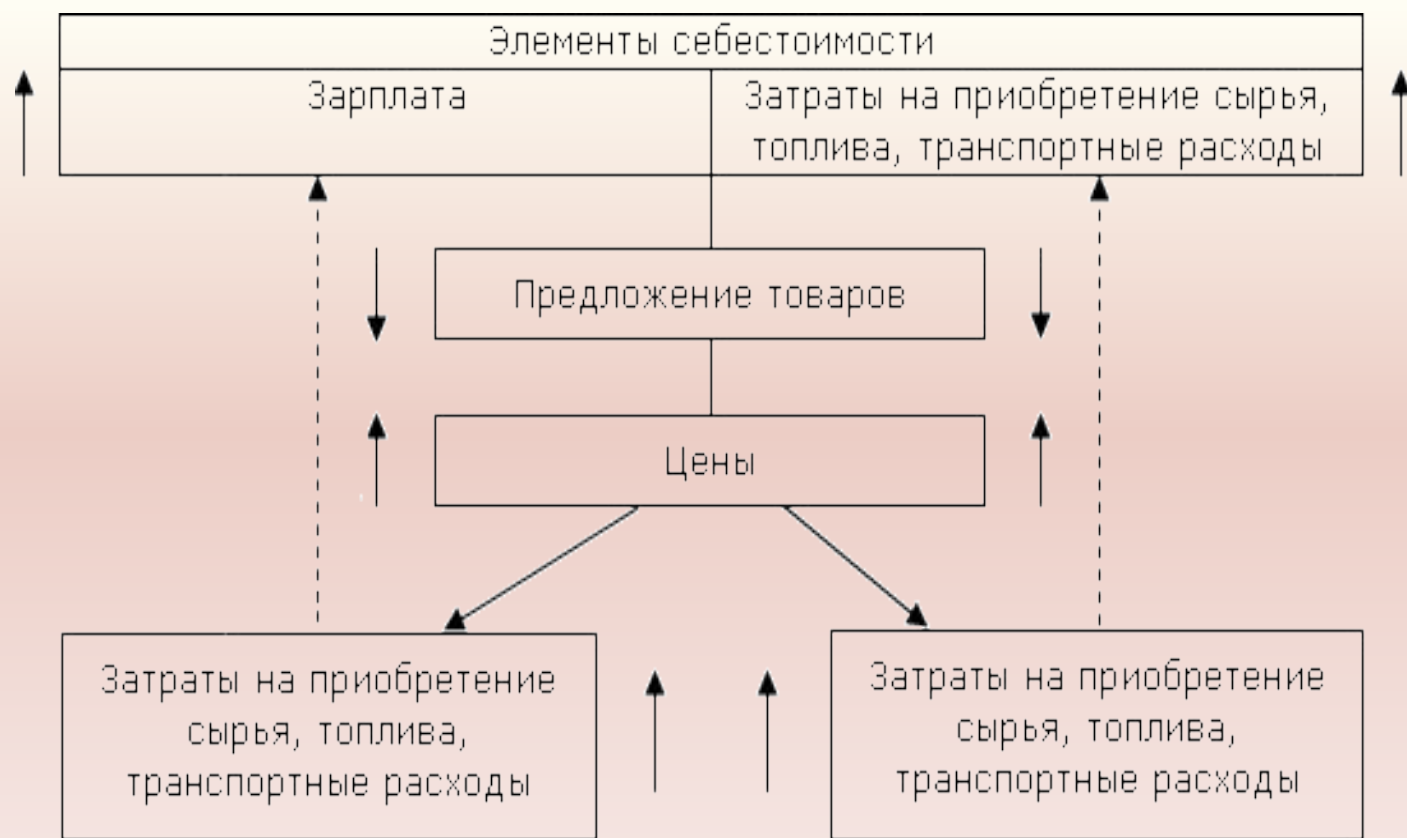 Элементы себестоимости
Зарплата
Затраты на приобретение сырья,
топлива, транспортные расходы
Предложение товаров
Цены
Затраты на приобретение
сырья, топлива,
транспортные расходы
Затраты на приобретение
сырья, топлива,
транспортные расходы